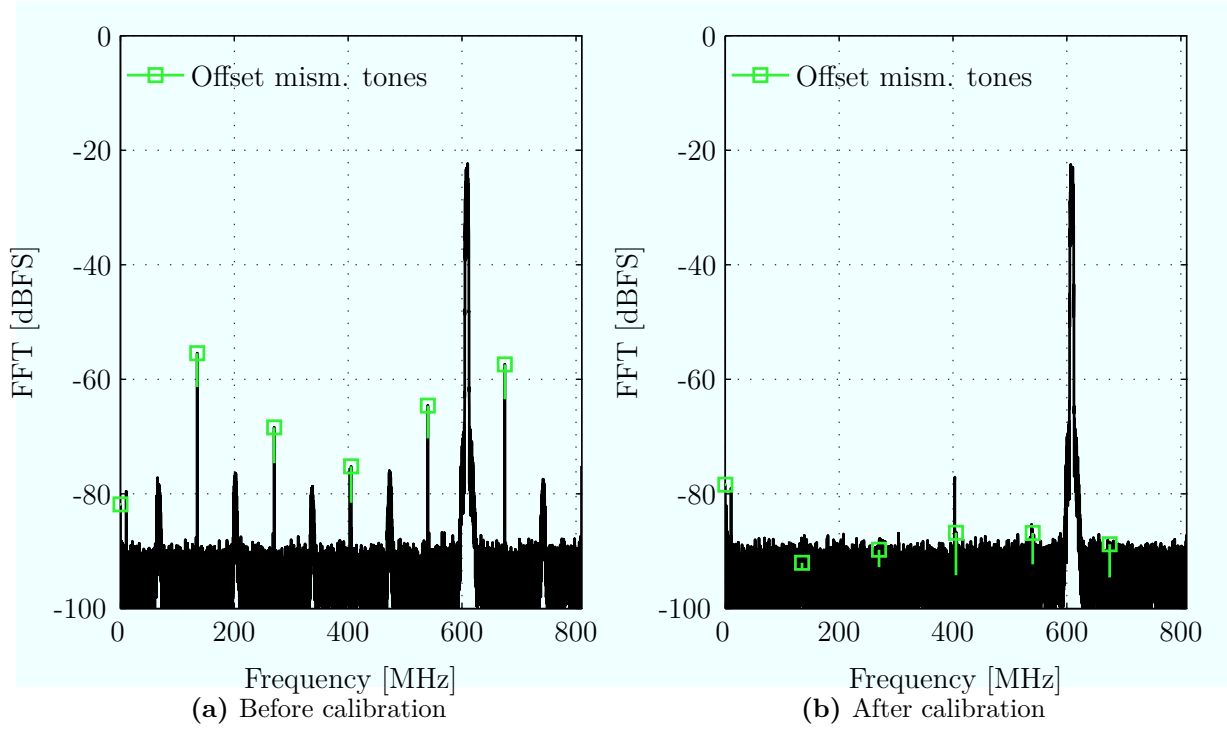 0
-20
-40
-60
-80
-100
FFT [dBFS]
Offset mism. tones
0 200 400 600 800
Frequency [MHz]
(a) Before calibration
0
-20
-40
-60
-80
-100
FFT [dBFS]
Offset mism. tones
0 200 400 600 800
Frequency [MHz]
(b) After calibration